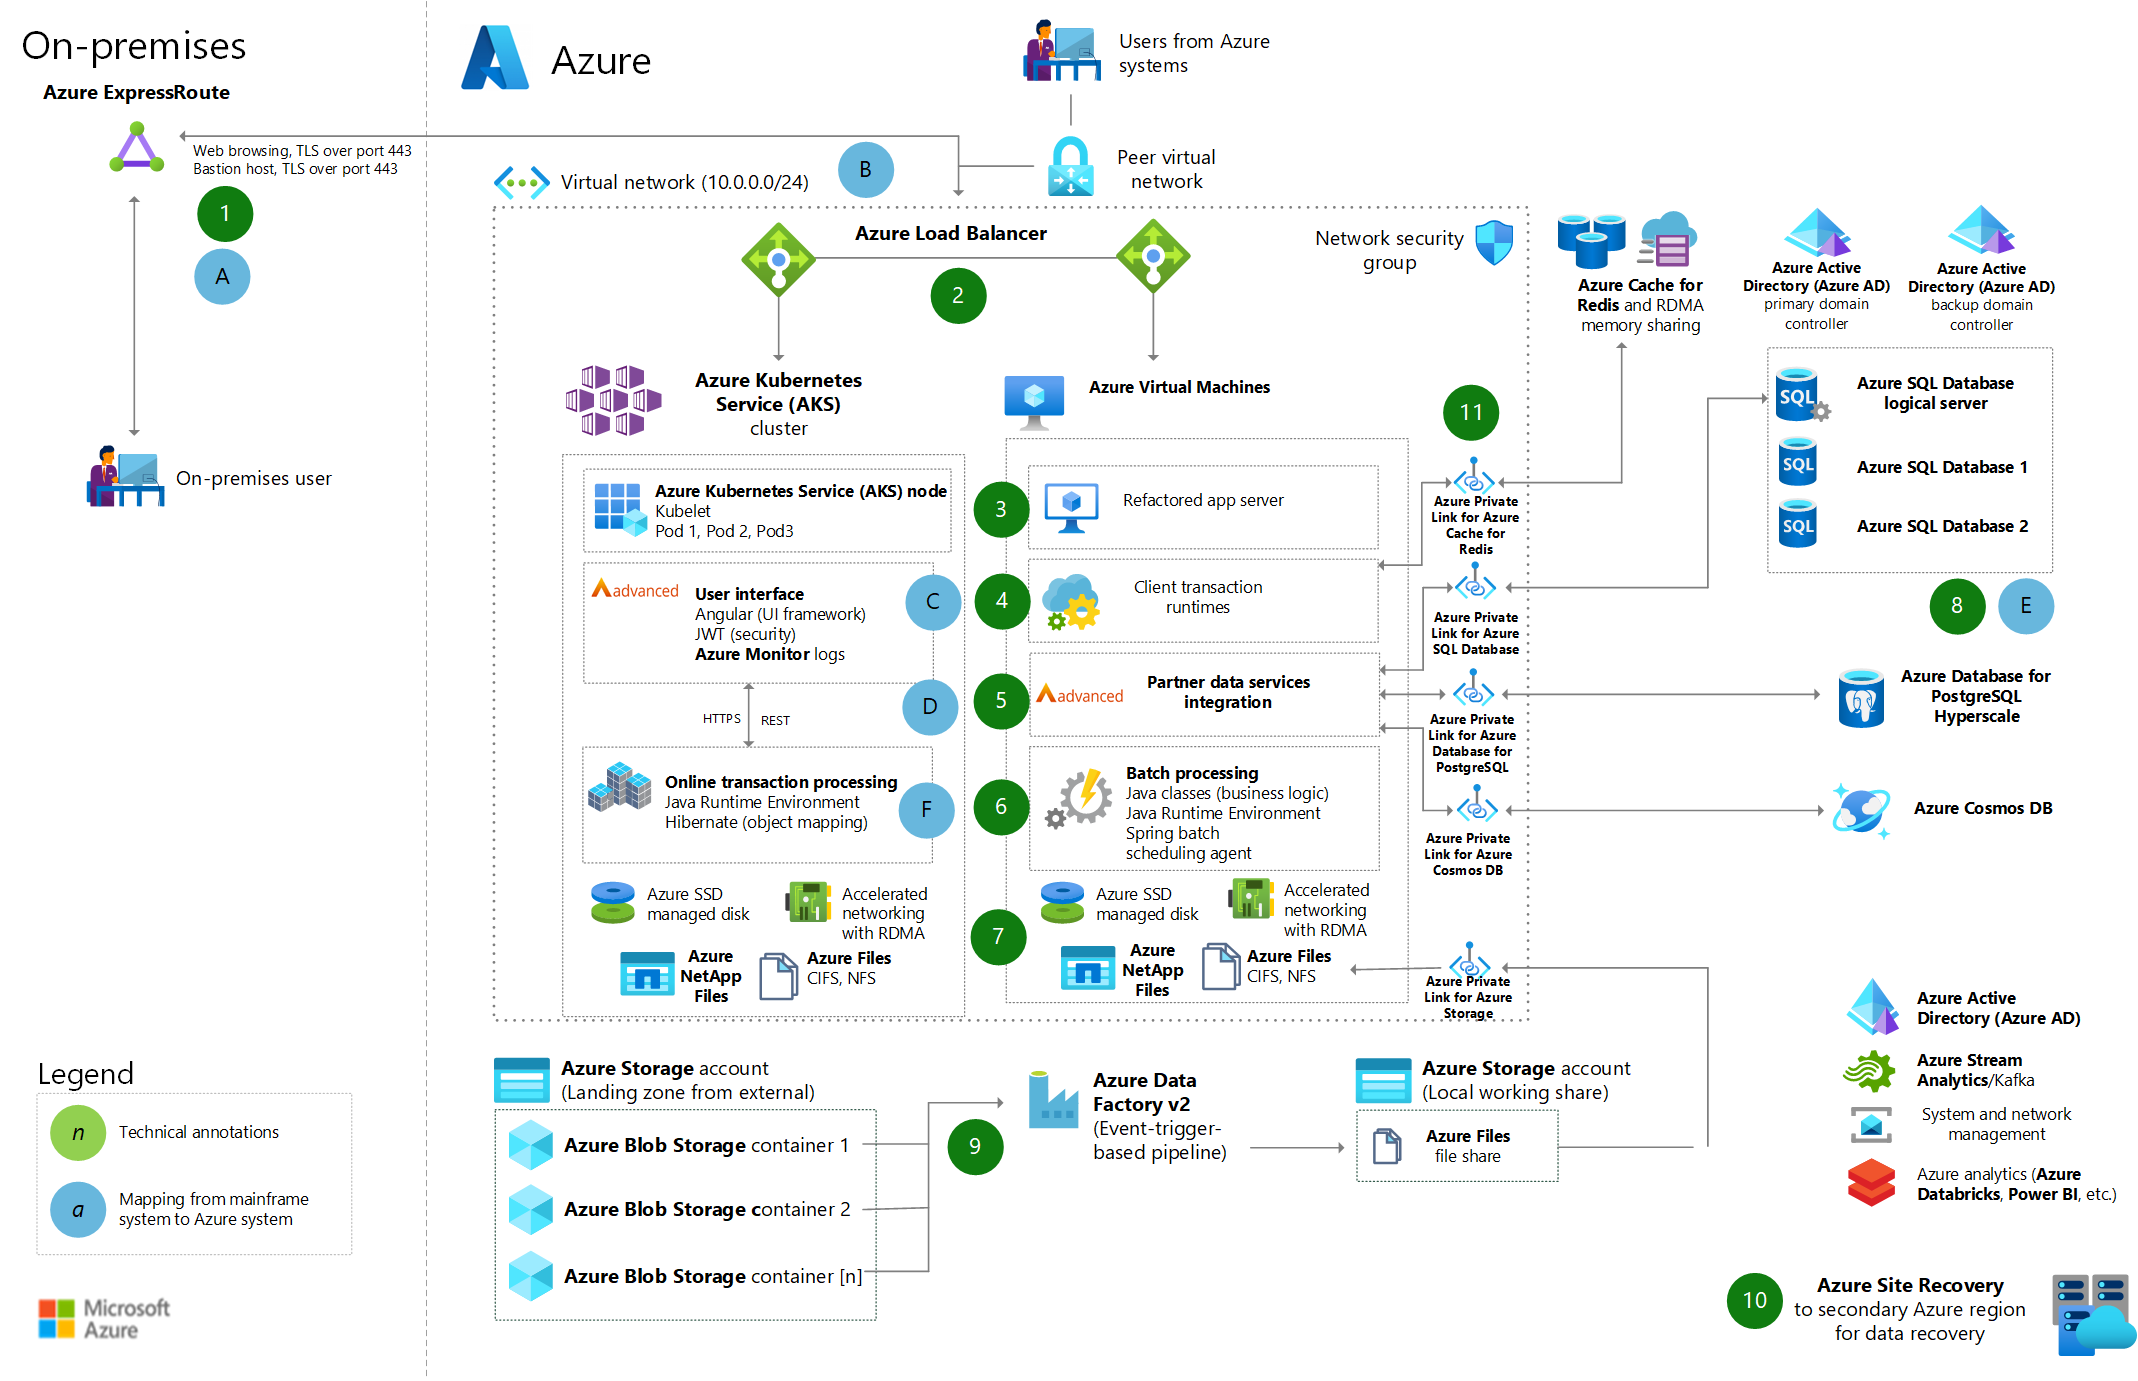 On-premises
Azure ExpressRoute
Web browsing, TLS over port 443
Bastion host, TLS over port 443
1
A
On-premises user
Legend
n
Technical annotations
a
Mapping from mainframe
system to Azure system
Microsoft
Azure
Azure
Users from Azure
systems
B
Peer virtual
network
Virtual network (10.0.0.0/24)
Azure Load Balancer
2
Network security
group
Azure Kubernetes
Service (AKS)
cluster
Azure Kubernetes Service (AKS) node
Kubelet
Pod 1, Pod 2, Pod3
advanced
User interface
Angular (UI framework)
JWT (security)
Azure Monitor logs
C
HTTPS
REST
D
Online transaction processing
Java Runtime Environment
Hibernate (object mapping)
F
Azure SSD
managed disk
Accelerated
networking
with RDMA
Azure
NetApp
Files
Azure Files
CIFS, NFS
Azure Virtual Machines
3
Refactored app server
4
Client transaction
runtimes
5
advanced
Partner data services
integration
6
Batch processing
Java classes (business logic)
Java Runtime Environment
Spring batch
scheduling agent
7
Azure SSD
managed disk
Accelerated
networking
with RDMA
Azure
NetApp
Files
Azure Files
CIFS, NFS
11
Azure Private
Link for Azure
Cache for
Redis
Azure Private
Link for Azure
SQL Database
Azure Private
Link for Azure
Database for
PostgreSQL
Azure Private
Link for Azure
Cosmos DB
Azure Private
Link for Azure
Storage
Azure Cache for
Redis and RDMA
memory sharing
Azure Active
Directory (Azure AD)
primary domain
controller
Azure Active
Directory (Azure AD)
backup domain
controller
SQL
Azure SQL Database
logical server
SQL
Azure SQL Database 1
SQL
Azure SQL Database 2
8
E
Azure Database for
PostgreSQL
Hyperscale
Azure Cosmos DB
Azure Active
Directory (Azure AD)
Azure Stream
Analytics/Kafka
System and network
management
Azure analytics (Azure
Databricks, Power BI, etc.)
Azure Storage account
(Landing zone from external)
Azure Blob Storage container 1
Azure Blob Storage container 2
Azure Blob Storage container [n]
9
Azure Data
Factory v2
(Event-trigger-
based pipeline)
Azure Storage account
(Local working share)
Azure Files
file share
10
Azure Site Recovery
to secondary Azure region
for data recovery